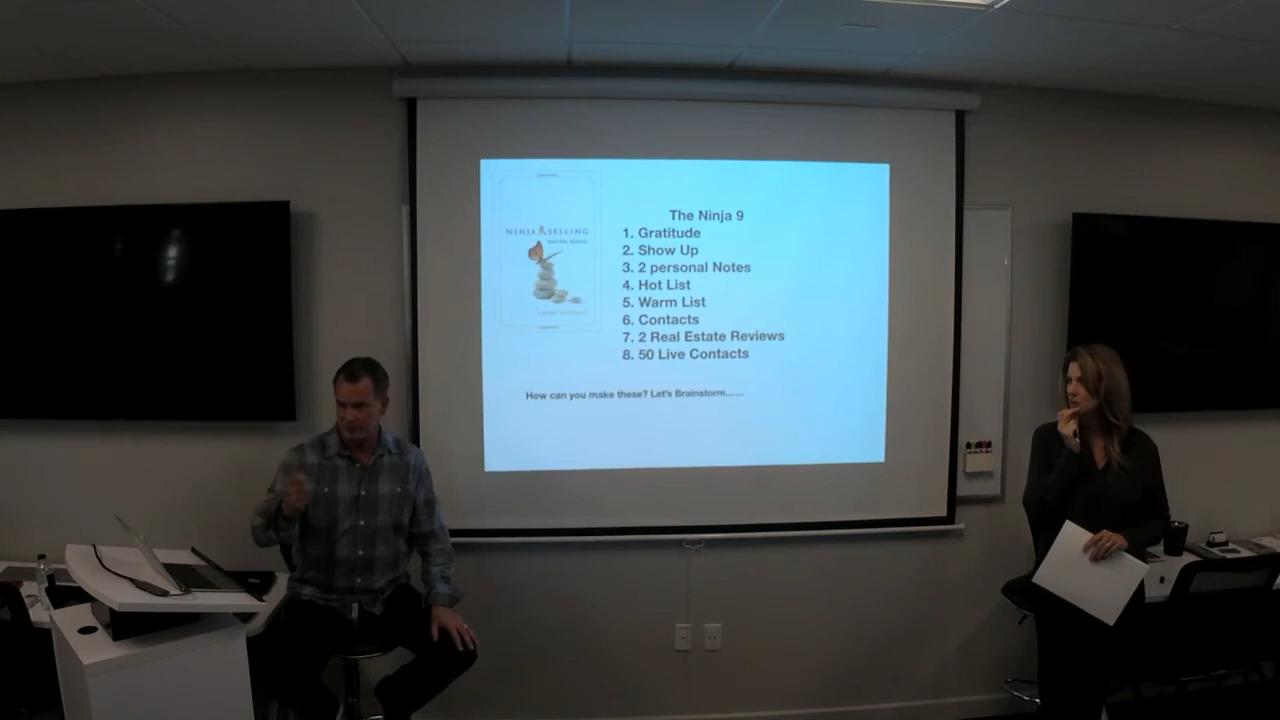 NINJA SELLING
The Ninja 9
1. Gratitude
2. Show Up
3. 2 personal Notes
4. Hot List
5. Warm List
6. Contacts
7. 2 Real Estate Reviews
8. 50 Live Contacts
How can you make these? Let's Brainstorm......